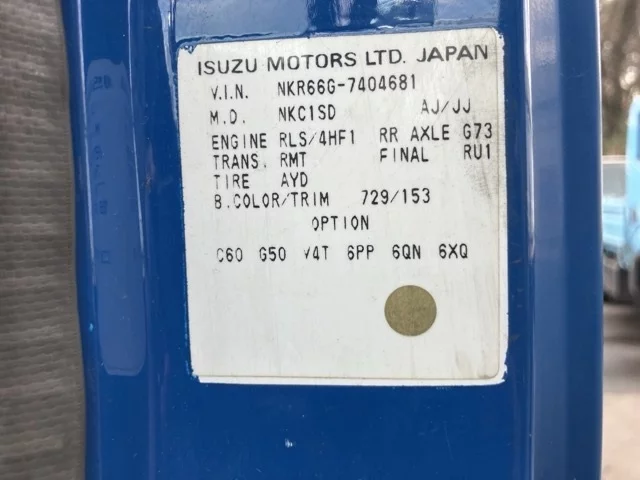 ISUZU MOTORS LTD. JAPAN
V.I.N. NKR66G-7404681
M.D. NKC1SD AJ/JJ
ENGINE RLS/4HF1 RR AXLE G73
TRANS. RMT FINAL RU1
TIRE AYD
B.COLOR/TRIM 729/153
OPTION
C60 G50 V4T 6PP 6QN 6XQ